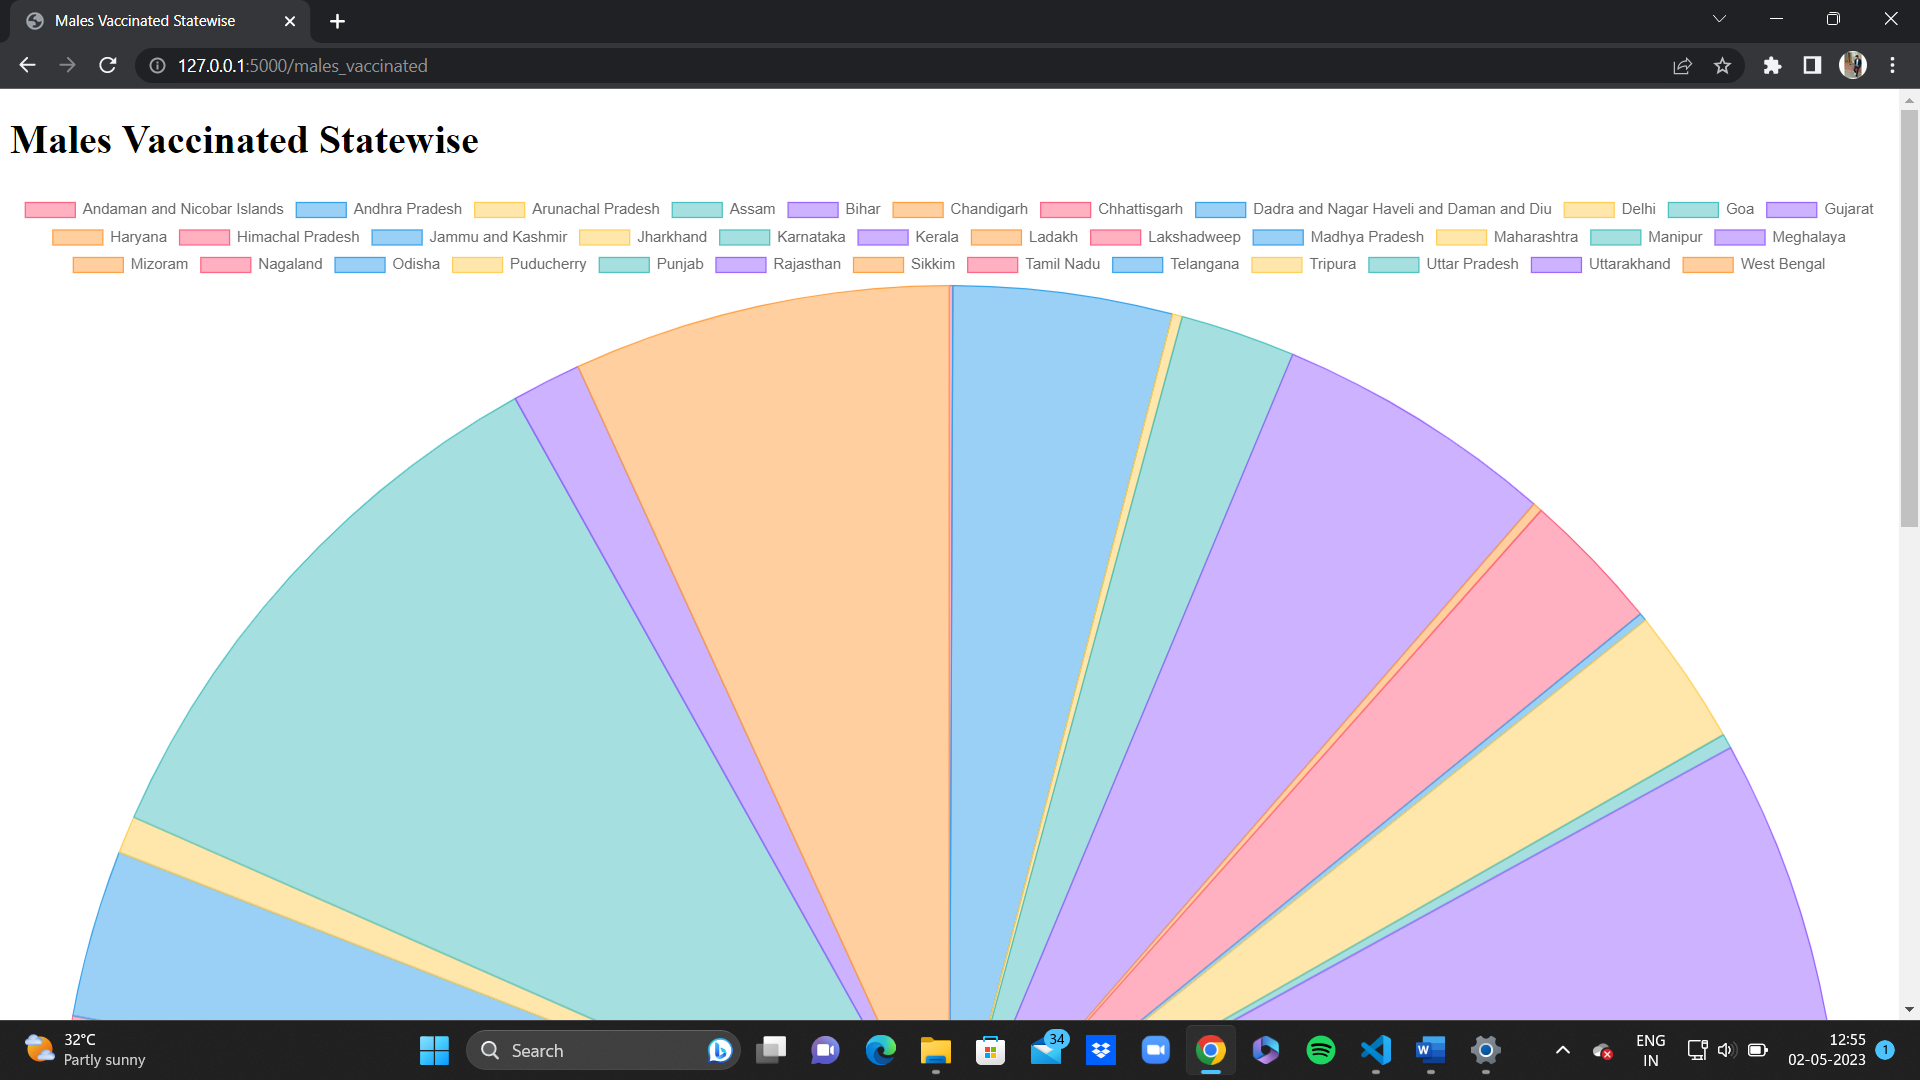 Males Vaccinated Statewise
127.0.0.1:5000/males_vaccinated
Males Vaccinated Statewise
Andaman and Nicobar Islands Andhra Pradesh Arunachal Pradesh Assam Bihar Chandigarh Chhattisgarh Dadra and Nagar Haveli and Daman and Diu Delhi Goa Gujarat
Haryana Himachal Pradesh Jammu and Kashmir Jharkhand Karnataka Kerala Ladakh Lakshadweep Madhya Pradesh Maharashtra Manipur Meghalaya
Mizoram Nagaland Odisha Puducherry Punjab Rajasthan Sikkim Tamil Nadu Telangana Tripura Uttar Pradesh Uttarakhand West Bengal
32°C
Partly sunny
Search
34
ENG
IN
12:55
02-05-2023
1